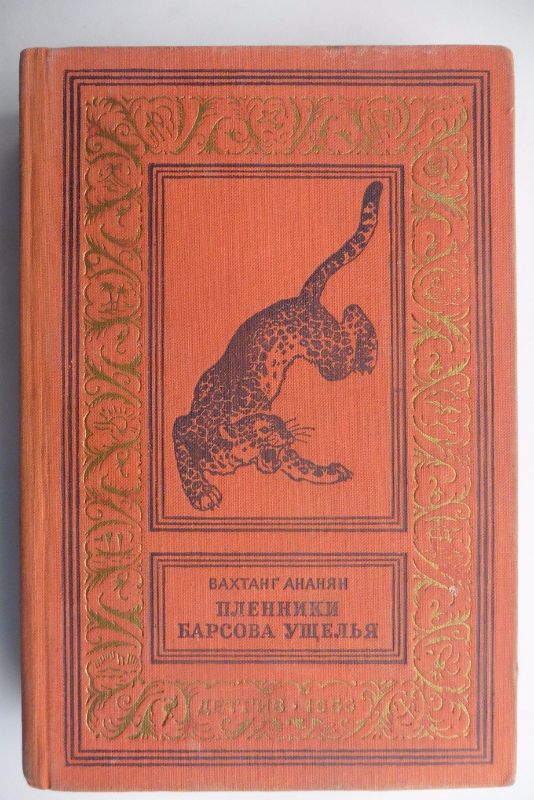 ВАХТАНГ АНАНЯН
ПЛЕННИКИ
БАРСОВА УЩЕЛЬЯ
ДЕТГИЗ •